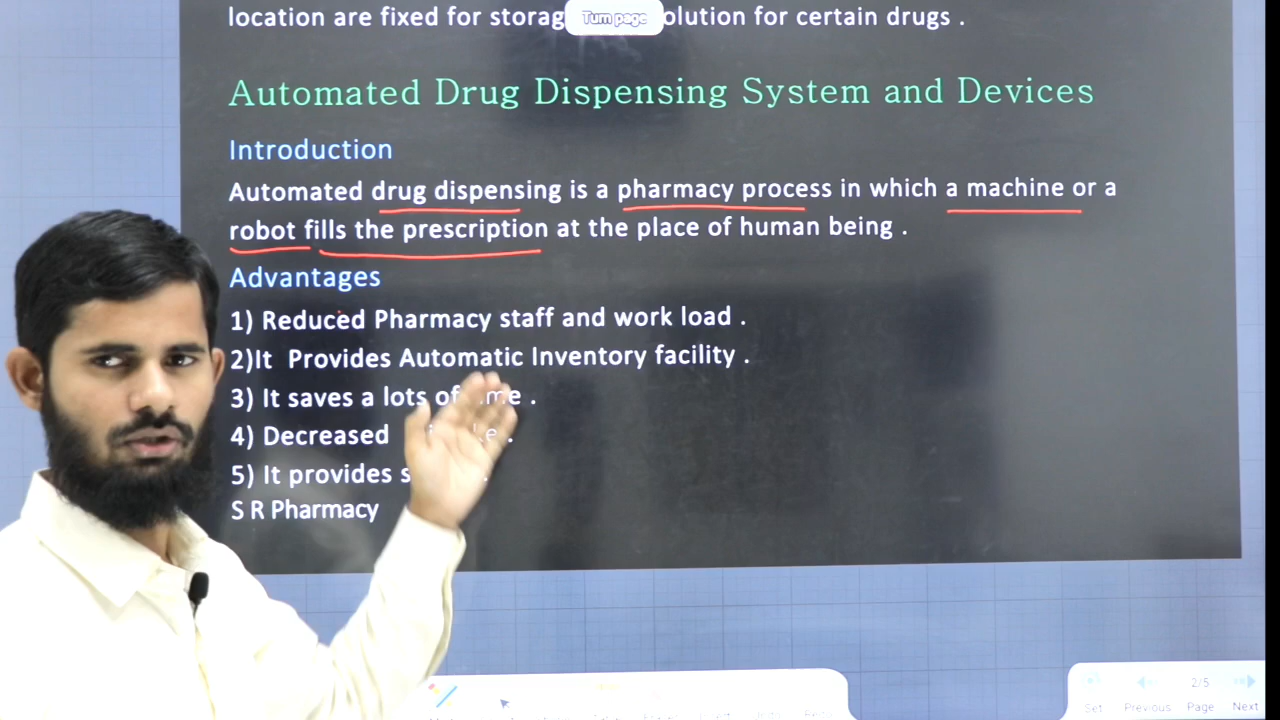 location are fixed for
Turn page
for certain drugs .
Automated Drug Dispensing System and Devices
Introduction
Automated drug dispensing is a pharmacy process in which a machine or a
robot fills the prescription at the place of human being .
Advantages
1) Reduced Pharmacy staff and work load .
2)It Provides Automatic Inventory facility .
3) It saves a lots of .
4) Decreased .
5) It provides
S R Pharmacy
2/5
Set Previous Page Next